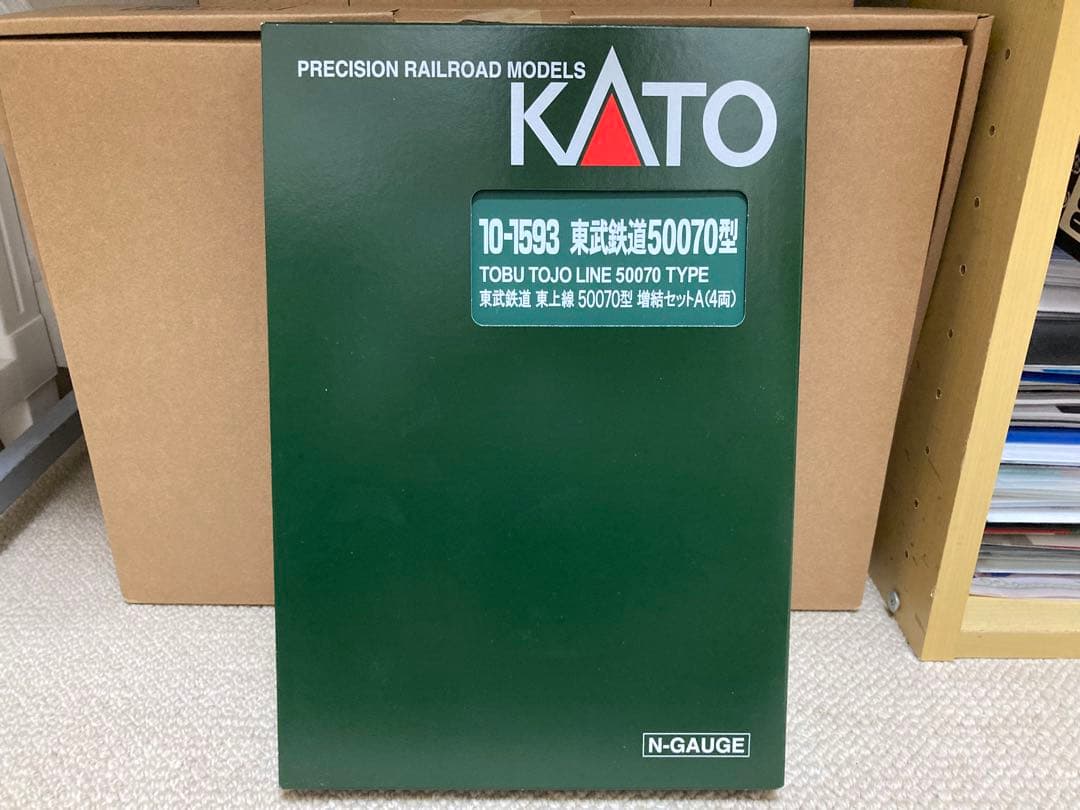 PRECISION RAILROAD MODELS
KATO
10-1593 東武鉄道50070型
TOBU TOJO LINE 50070 TYPE
東武鉄道 東上線 50070型 増結セットA(4両)
N-GAUGE